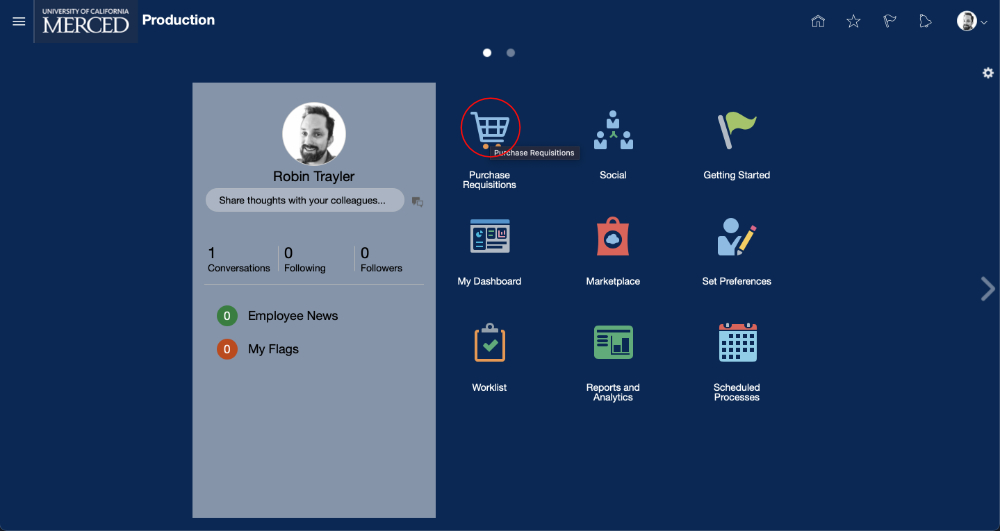 UNIVERSITY OF CALIFORNIA
MERCED
Production
Robin Trayler
Share thoughts with your colleagues...
1
Conversations
0
Following
0
Followers
0 Employee News
0 My Flags
Purchase Requisitions
Purchase
Requisitions
Social
Getting Started
My Dashboard
Marketplace
Set Preferences
Worklist
Reports and
Analytics
Scheduled
Processes